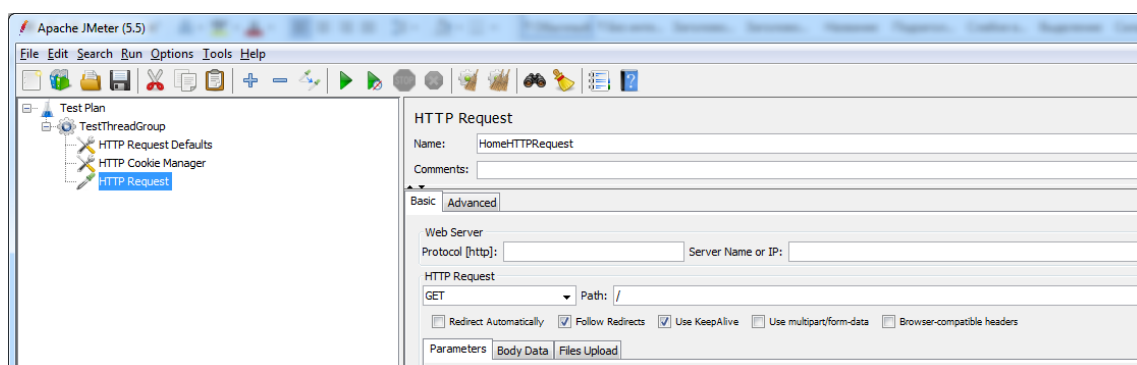 Apache JMeter (5.5)
File Edit Search Run Options Tools Help
Test Plan
TestThreadGroup
HTTP Request Defaults
HTTP Cookie Manager
HTTP Request
HTTP Request
Name: HomeHTTPRequest
Comments:
Basic Advanced
Web Server
Protocol [http]: Server Name or IP:
HTTP Request
GET Path: /
Redirect Automatically Follow Redirects Use KeepAlive Use multipart/form-data Browser-compatible headers
Parameters Body Data Files Upload